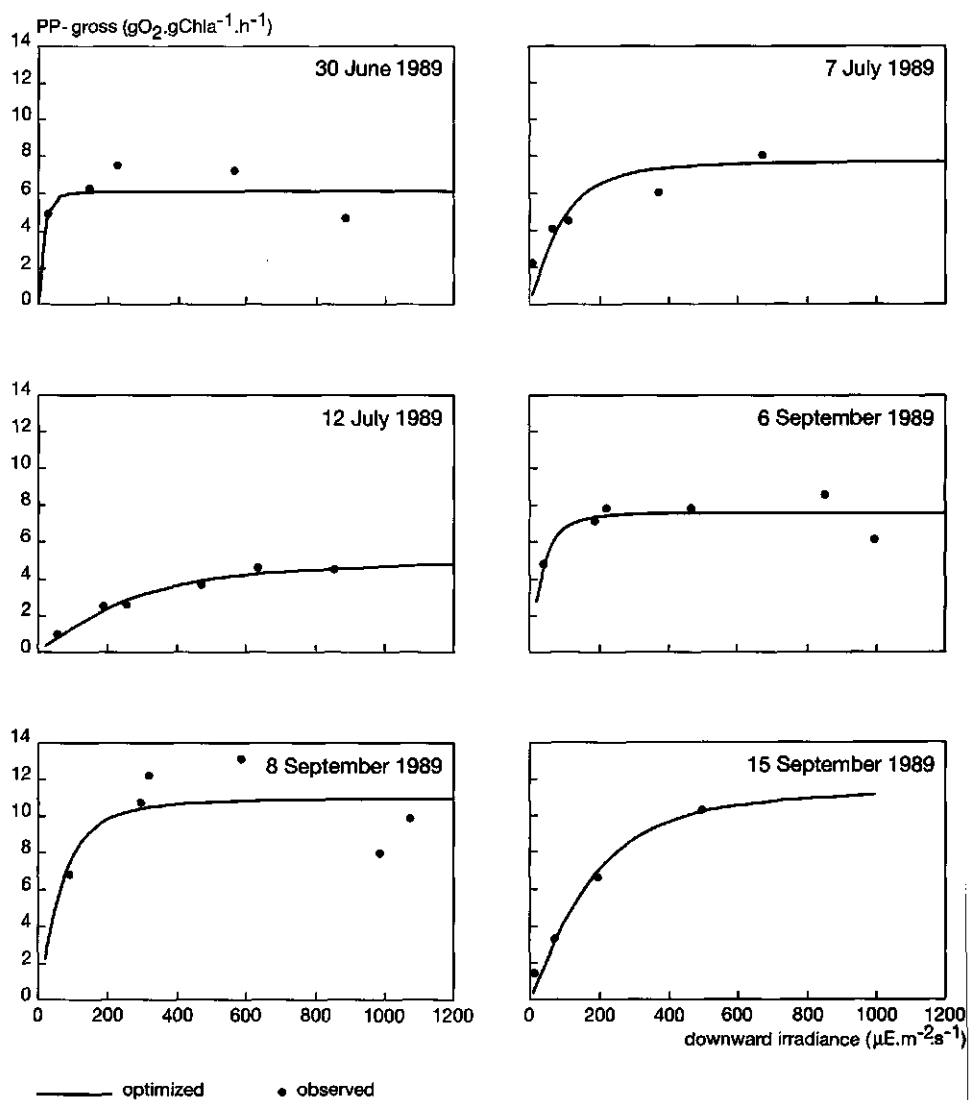 PP-gross (gO2.gChla-1.h-1)
14
12
10
8
6
4
2
0
30 June 1989
7 July 1989
14
12
10
8
6
4
2
0
12 July 1989
6 September 1989
14
12
10
8
6
4
2
0
8 September 1989
15 September 1989
0 200 400 600 800 1000 0 200 400 600 800 1000 1200
downward irradiance (µE.m-2.s-1)
optimized observed